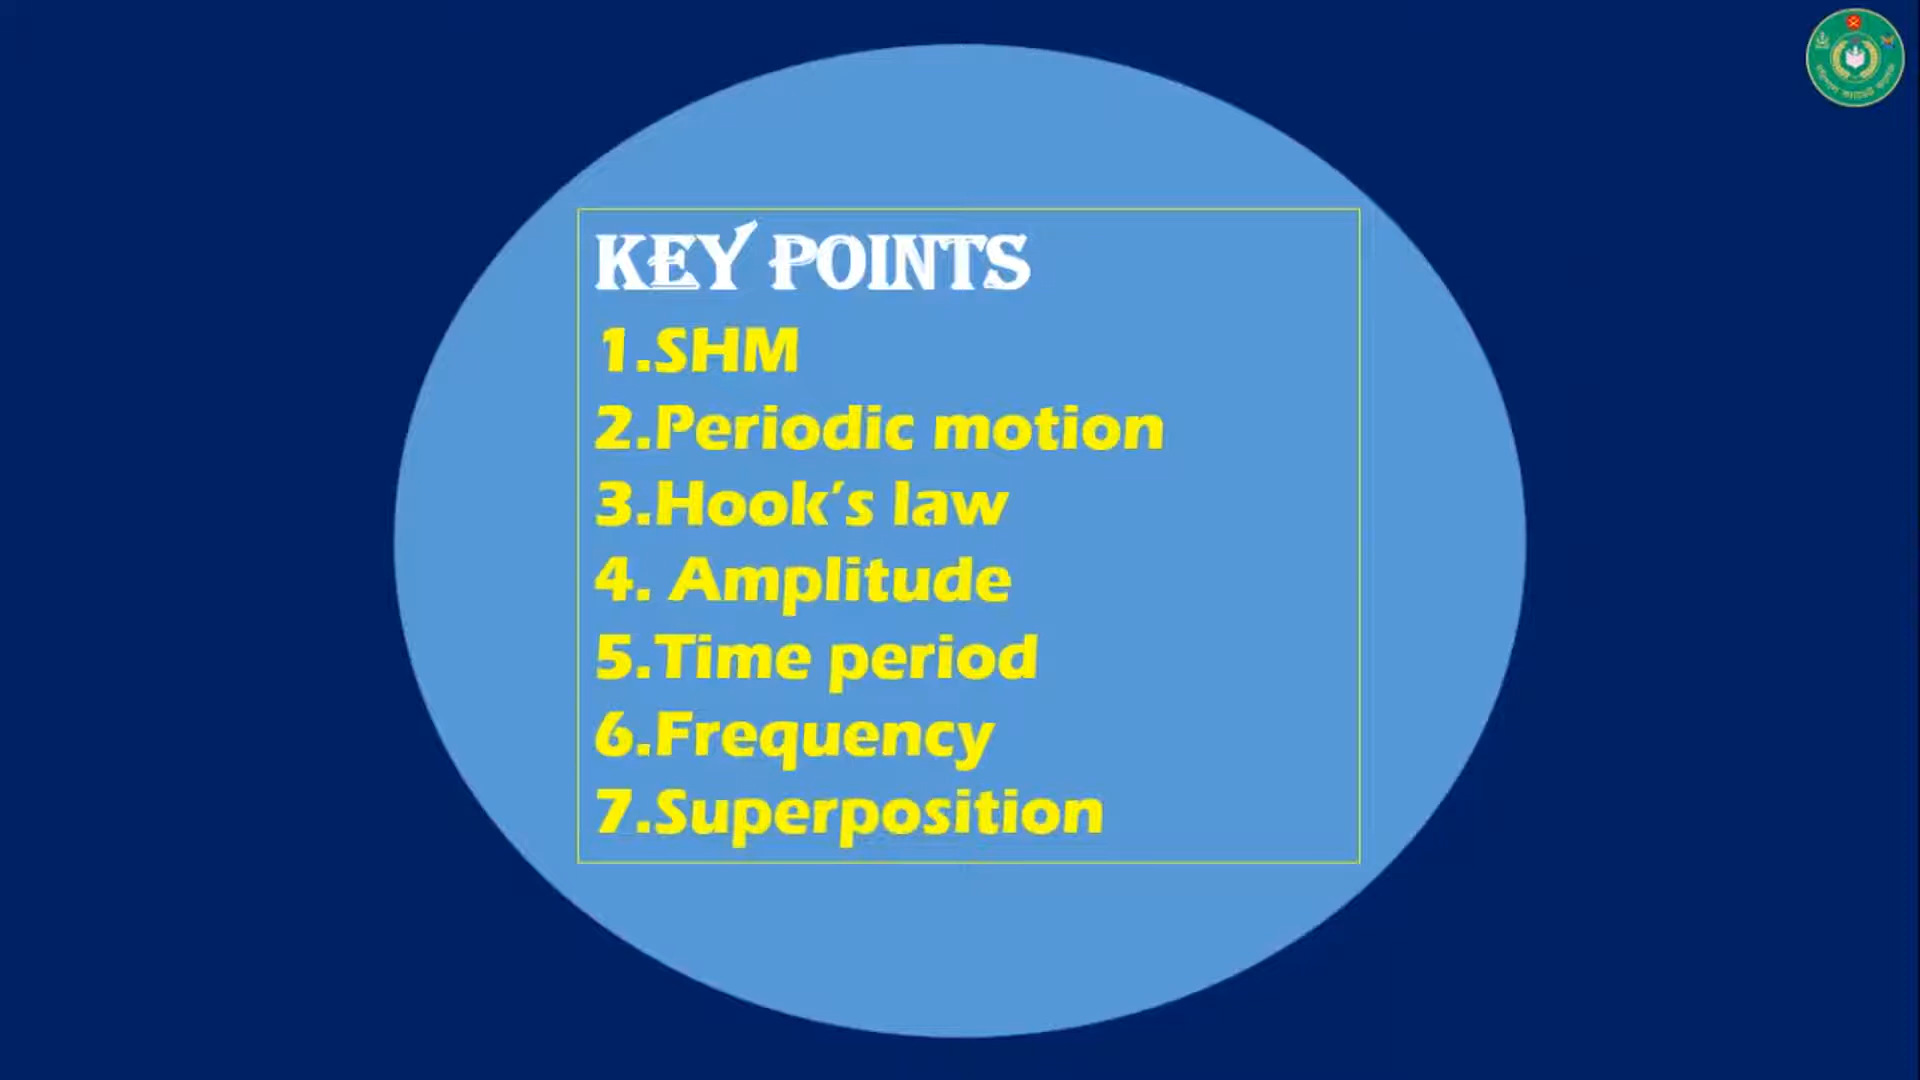 KEY POINTS
1.SHM
2.Periodic motion
3.Hook’s law
4. Amplitude
5.Time period
6.Frequency
7.Superposition